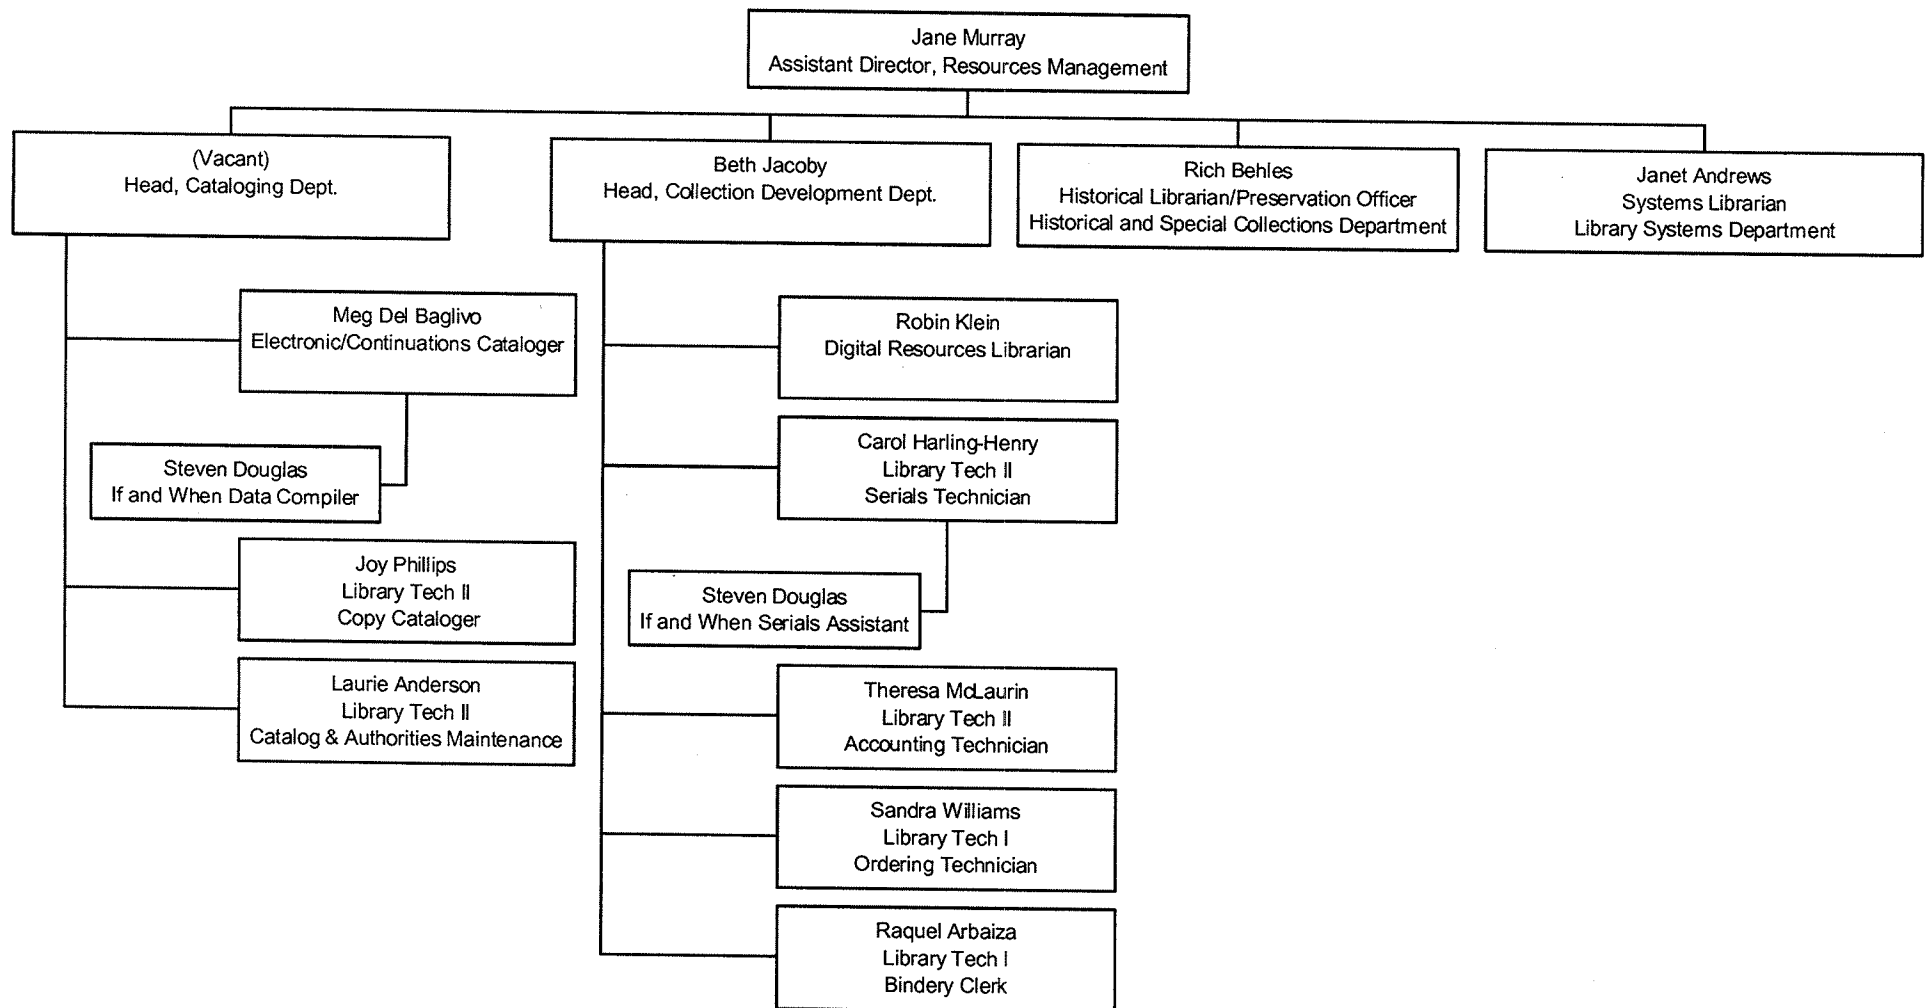 Jane Murray
Assistant Director, Resources Management
(Vacant)
Head, Cataloging Dept.
Beth Jacoby
Head, Collection Development Dept.
Rich Behles
Historical Librarian/Preservation Officer
Historical and Special Collections Department
Janet Andrews
Systems Librarian
Library Systems Department
Meg Del Baglivo
Electronic/Continuations Cataloger
Steven Douglas
If and When Data Compiler
Joy Phillips
Library Tech II
Copy Cataloger
Laurie Anderson
Library Tech II
Catalog & Authorities Maintenance
Robin Klein
Digital Resources Librarian
Carol Harling-Henry
Library Tech II
Serials Technician
Steven Douglas
If and When Serials Assistant
Theresa McLaurin
Library Tech II
Accounting Technician
Sandra Williams
Library Tech I
Ordering Technician
Raquel Arbaiza
Library Tech I
Bindery Clerk